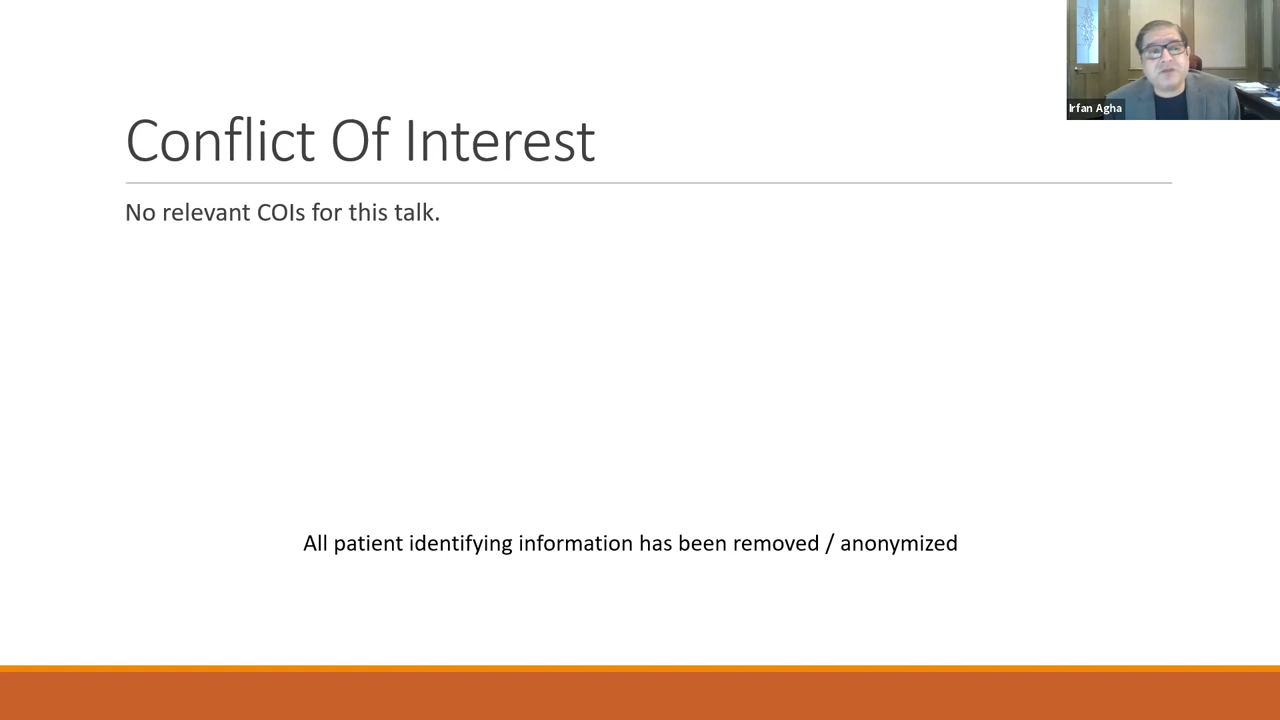 Irfan Agha
Conflict Of Interest
No relevant COIs for this talk.
All patient identifying information has been removed / anonymized